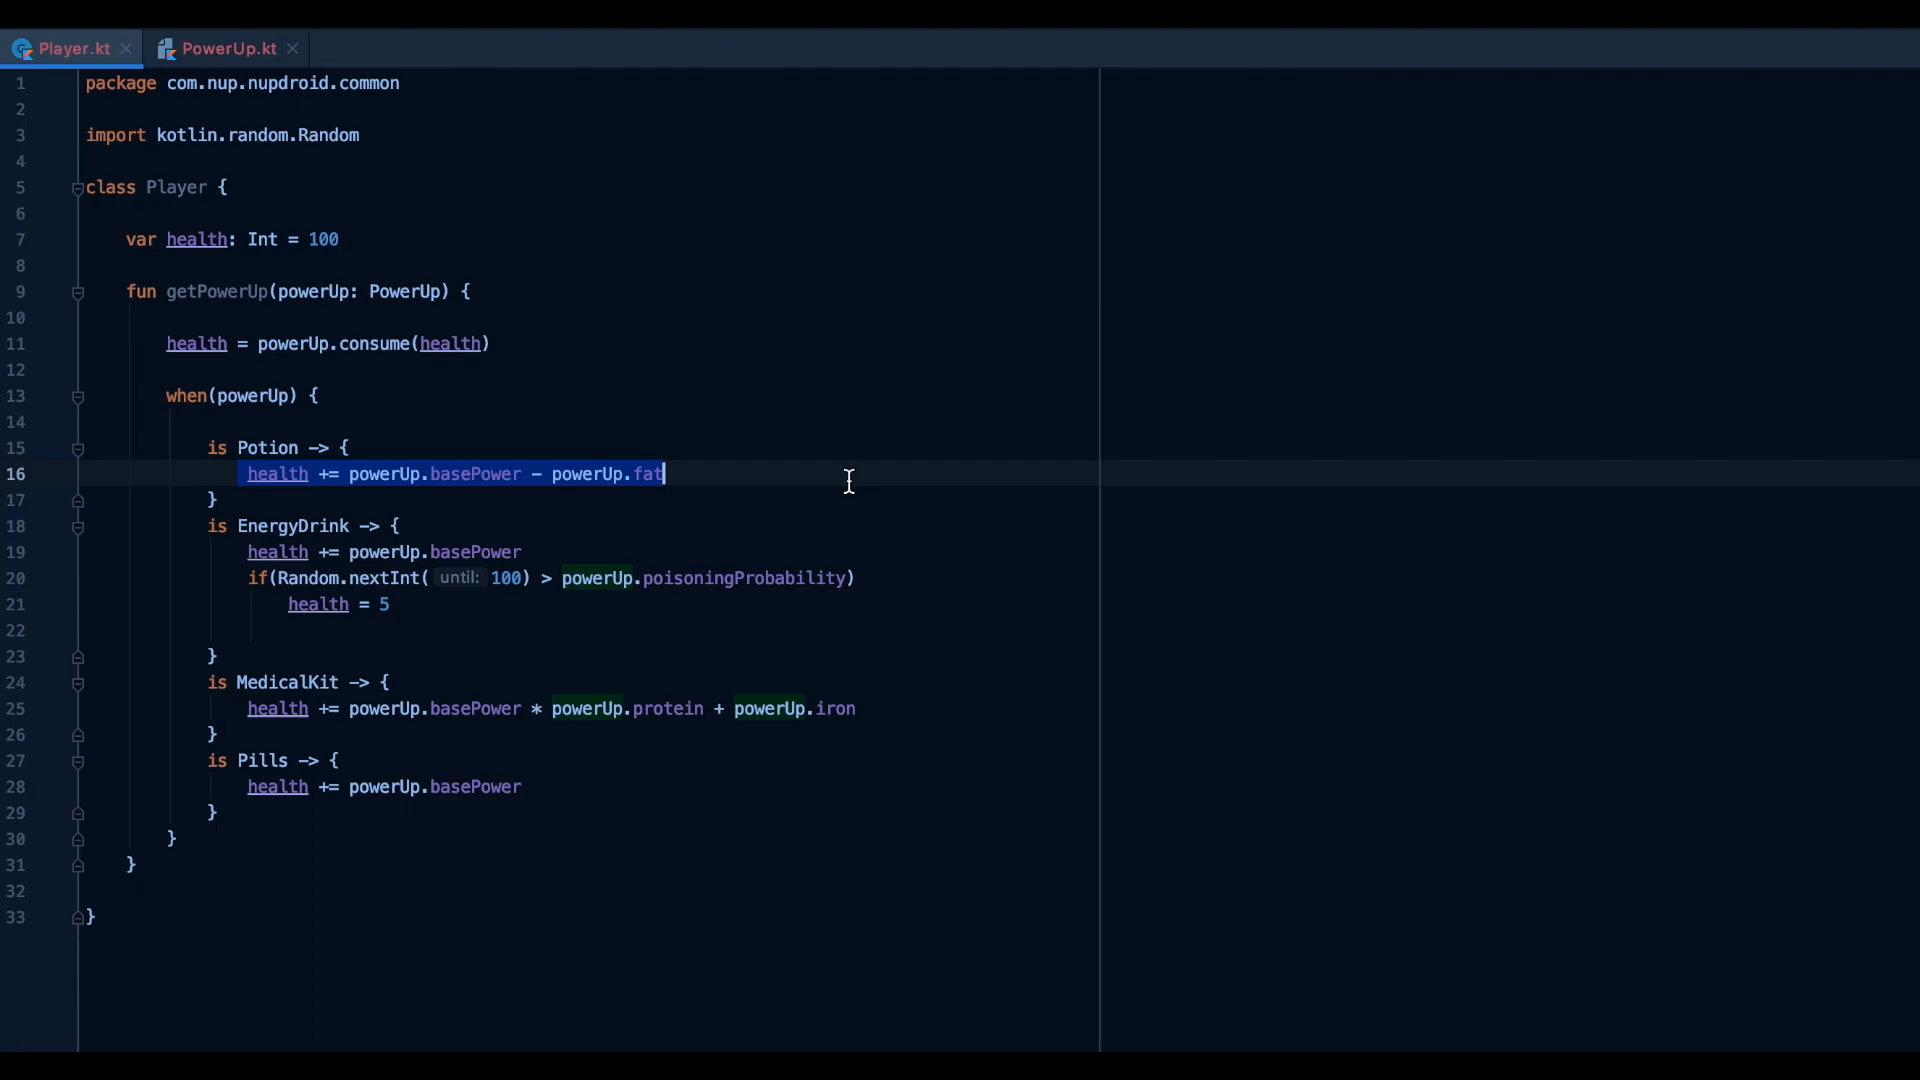 Player.kt PowerUp.kt
1 package com.nup.nupdroid.common
2
3 import kotlin.random.Random
4
5 class Player {
6
7 var health: Int = 100
8
9 fun getPowerUp(powerUp: PowerUp) {
10
11 health = powerUp.consume(health)
12
13 when(powerUp) {
14
15 is Potion -> {
16 health += powerUp.basePower - powerUp.fat
17 }
18 is EnergyDrink -> {
19 health += powerUp.basePower
20 if(Random.nextInt( until: 100) > powerUp.poisoningProbability)
21 health = 5
22
23 }
24 is MedicalKit -> {
25 health += powerUp.basePower * powerUp.protein + powerUp.iron
26 }
27 is Pills -> {
28 health += powerUp.basePower
29 }
30 }
31 }
32
33 }